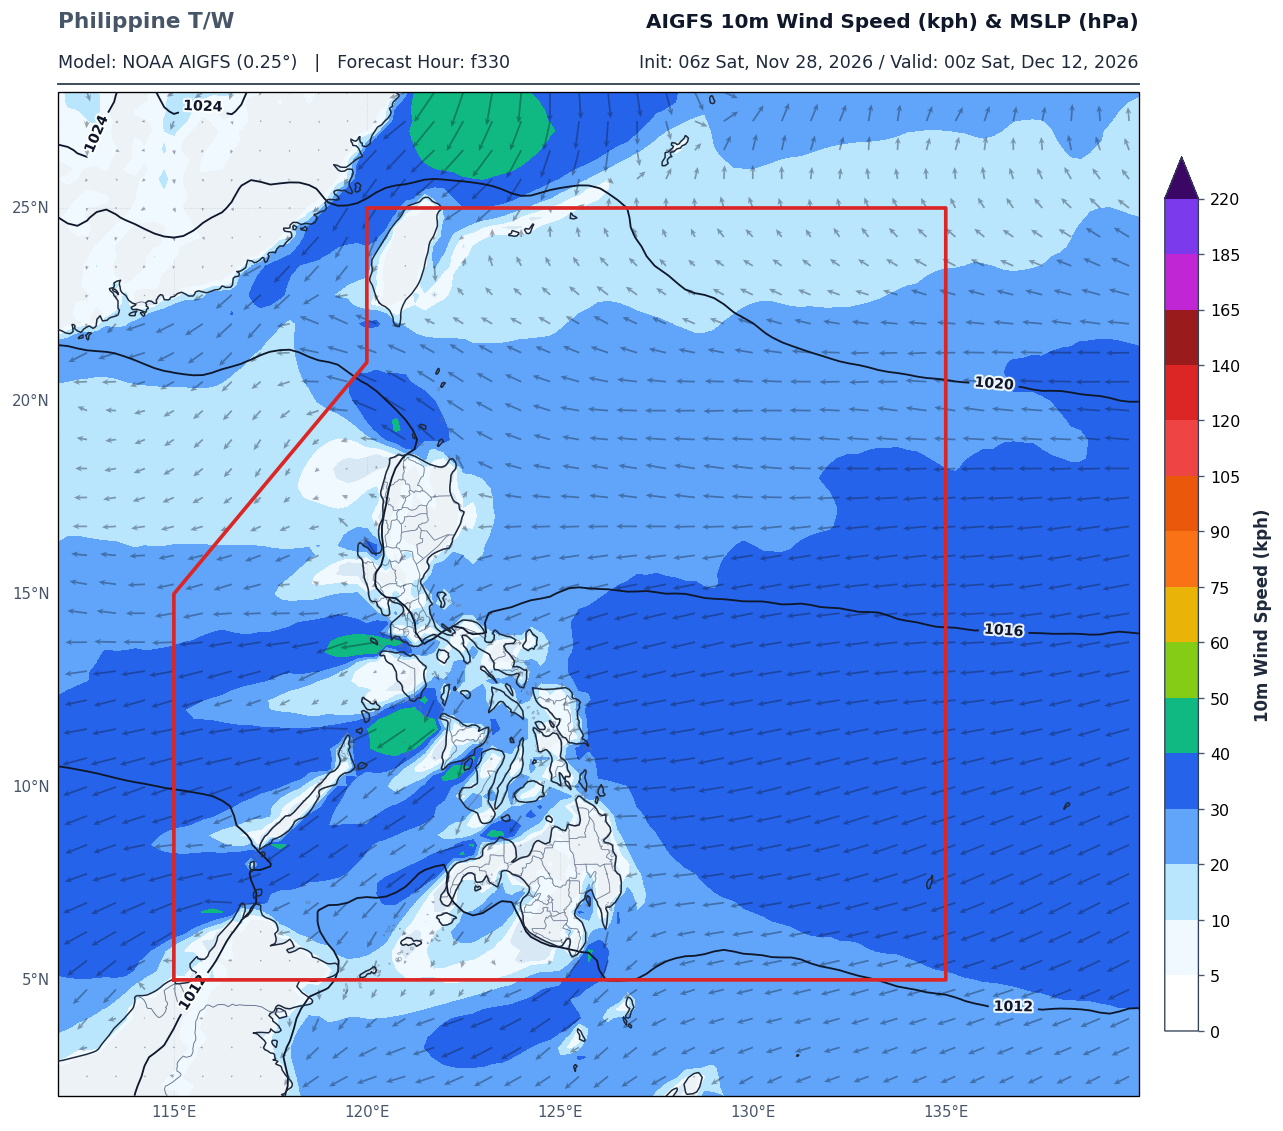 Philippine T/W
AIGFS 10m Wind Speed (kph) & MSLP (hPa)
Model: NOAA AIGFS (0.25°) | Forecast Hour: f330
Init: 06z Sat, Nov 28, 2026 / Valid: 00z Sat, Dec 12, 2026
1024
1024
25°N
20°N
15°N
10°N
5°N
1020
1016
1012
1012
115°E
120°E
125°E
130°E
135°E
220
185
165
140
120
105
90
75
60
50
40
30
20
10
5
0
10m Wind Speed (kph)